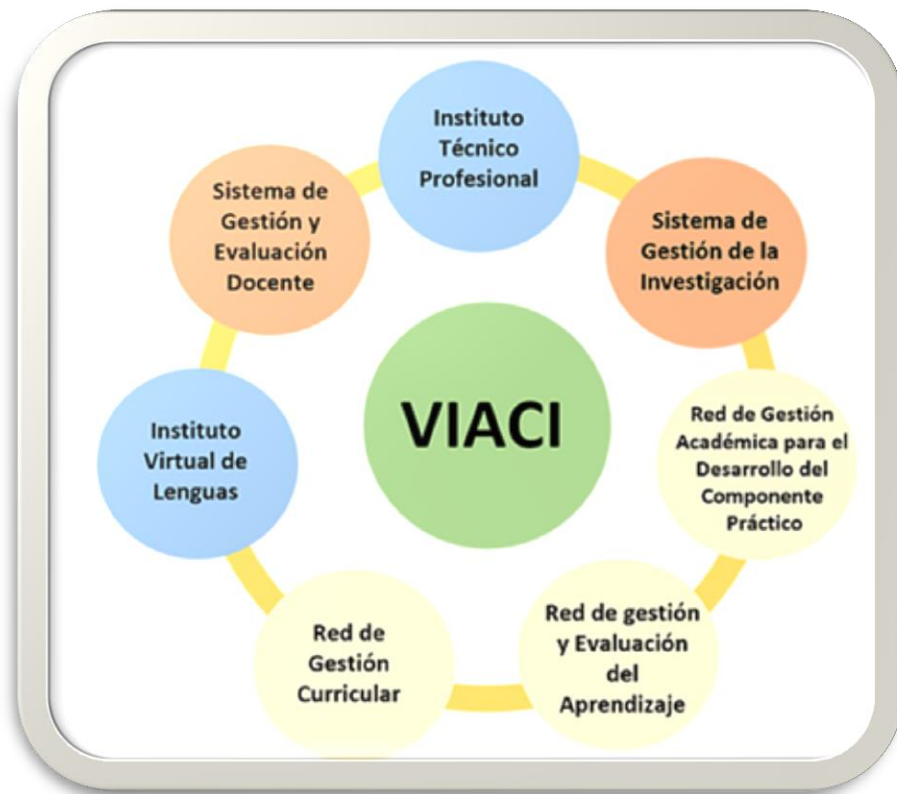 Instituto
Técnico
Profesional
Sistema de
Gestión de la
Investigación
Red de Gestión
Académica para el
Desarrollo del
Componente
Práctico
Red de gestión
y Evaluación
del
Aprendizaje
Red de
Gestión
Curricular
Instituto
Virtual de
Lenguas
Sistema de
Gestión y
Evaluación
Docente
VIACI